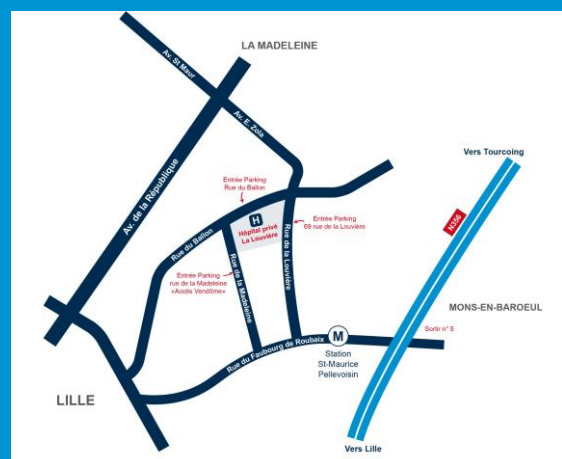 LA MADELEINE
Av. St Maur
Av. E. Zola
Av. de la République
Vers Tourcoing
N356
Entrée Parking
Rue du Ballon
H
Hôpital privé
La Louvière
Entrée Parking
69 rue de la Louvière
Rue du Ballon
Rue de la Madeleine
Rue de la Louvière
Entrée Parking
rue de la Madeleine
«Accès Vendôme»
MONS-EN-BAROEUL
Sortir n° 5
M
Station
St-Maurice
Pellevoisin
Rue du Faubourg de Roubaix
LILLE
Vers Lille